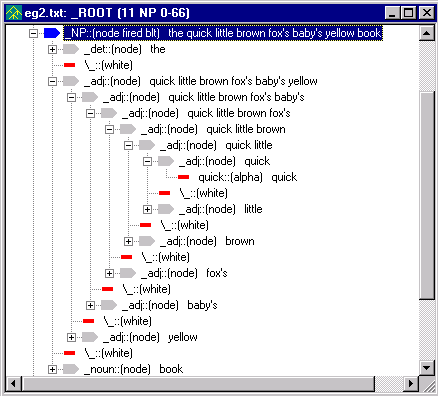 eg2.txt: _ROOT (11 NP 0-66)
_NP::(node fired blt) the quick little brown fox's baby's yellow book
_det::(node) the
\_::(white)
_adj::(node) quick little brown fox's baby's yellow
_adj::(node) quick little brown fox's baby's
_adj::(node) quick little brown fox's
_adj::(node) quick little brown
_adj::(node) quick little
_adj::(node) quick
quick::(alpha) quick
\_::(white)
_adj::(node) little
\_::(white)
_adj::(node) brown
\_::(white)
_adj::(node) fox's
\_::(white)
_adj::(node) baby's
\_::(white)
_adj::(node) yellow
\_::(white)
_noun::(node) book